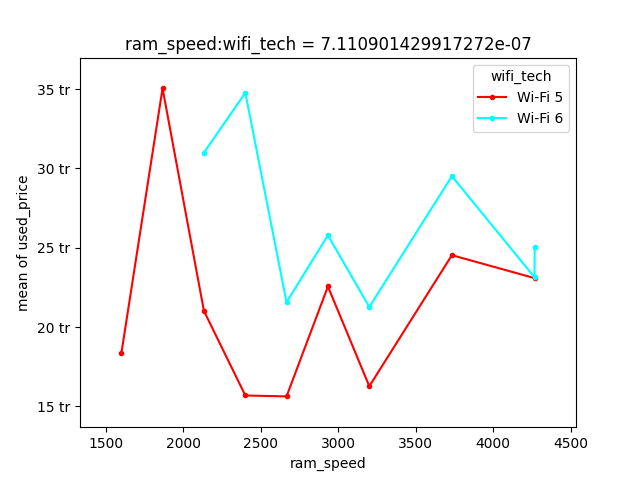 ram_speed:wifi_tech = 7.110901429917272e-07
wifi_tech
Wi-Fi 5
Wi-Fi 6
mean of used_price
35 tr
30 tr
25 tr
20 tr
15 tr
1500 2000 2500 3000 3500 4000 4500
ram_speed